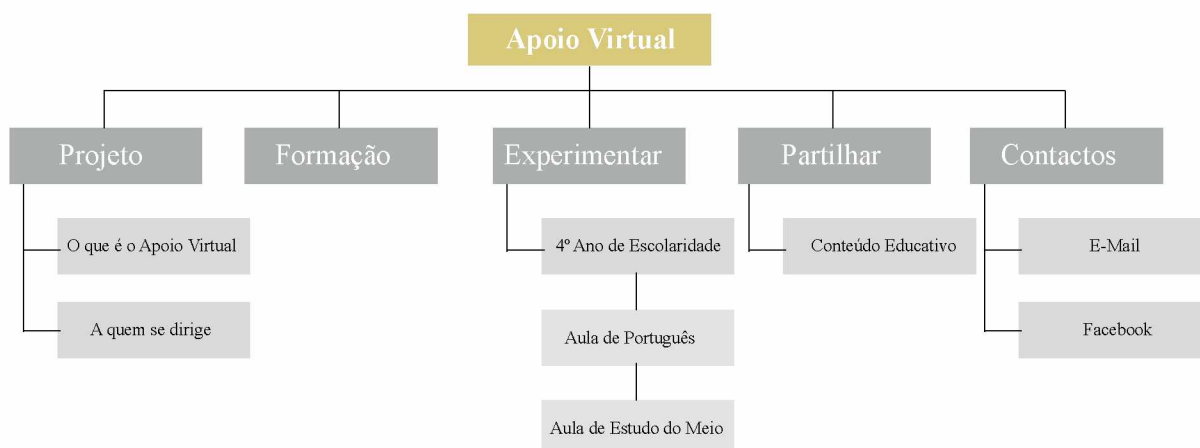 Apoio Virtual
Projeto
Formação
Experimentar
Partilhar
Contactos
O que é o Apoio Virtual
4º Ano de Escolaridade
Conteúdo Educativo
E-Mail
A quem se dirige
Aula de Português
Facebook
Aula de Estudo do Meio